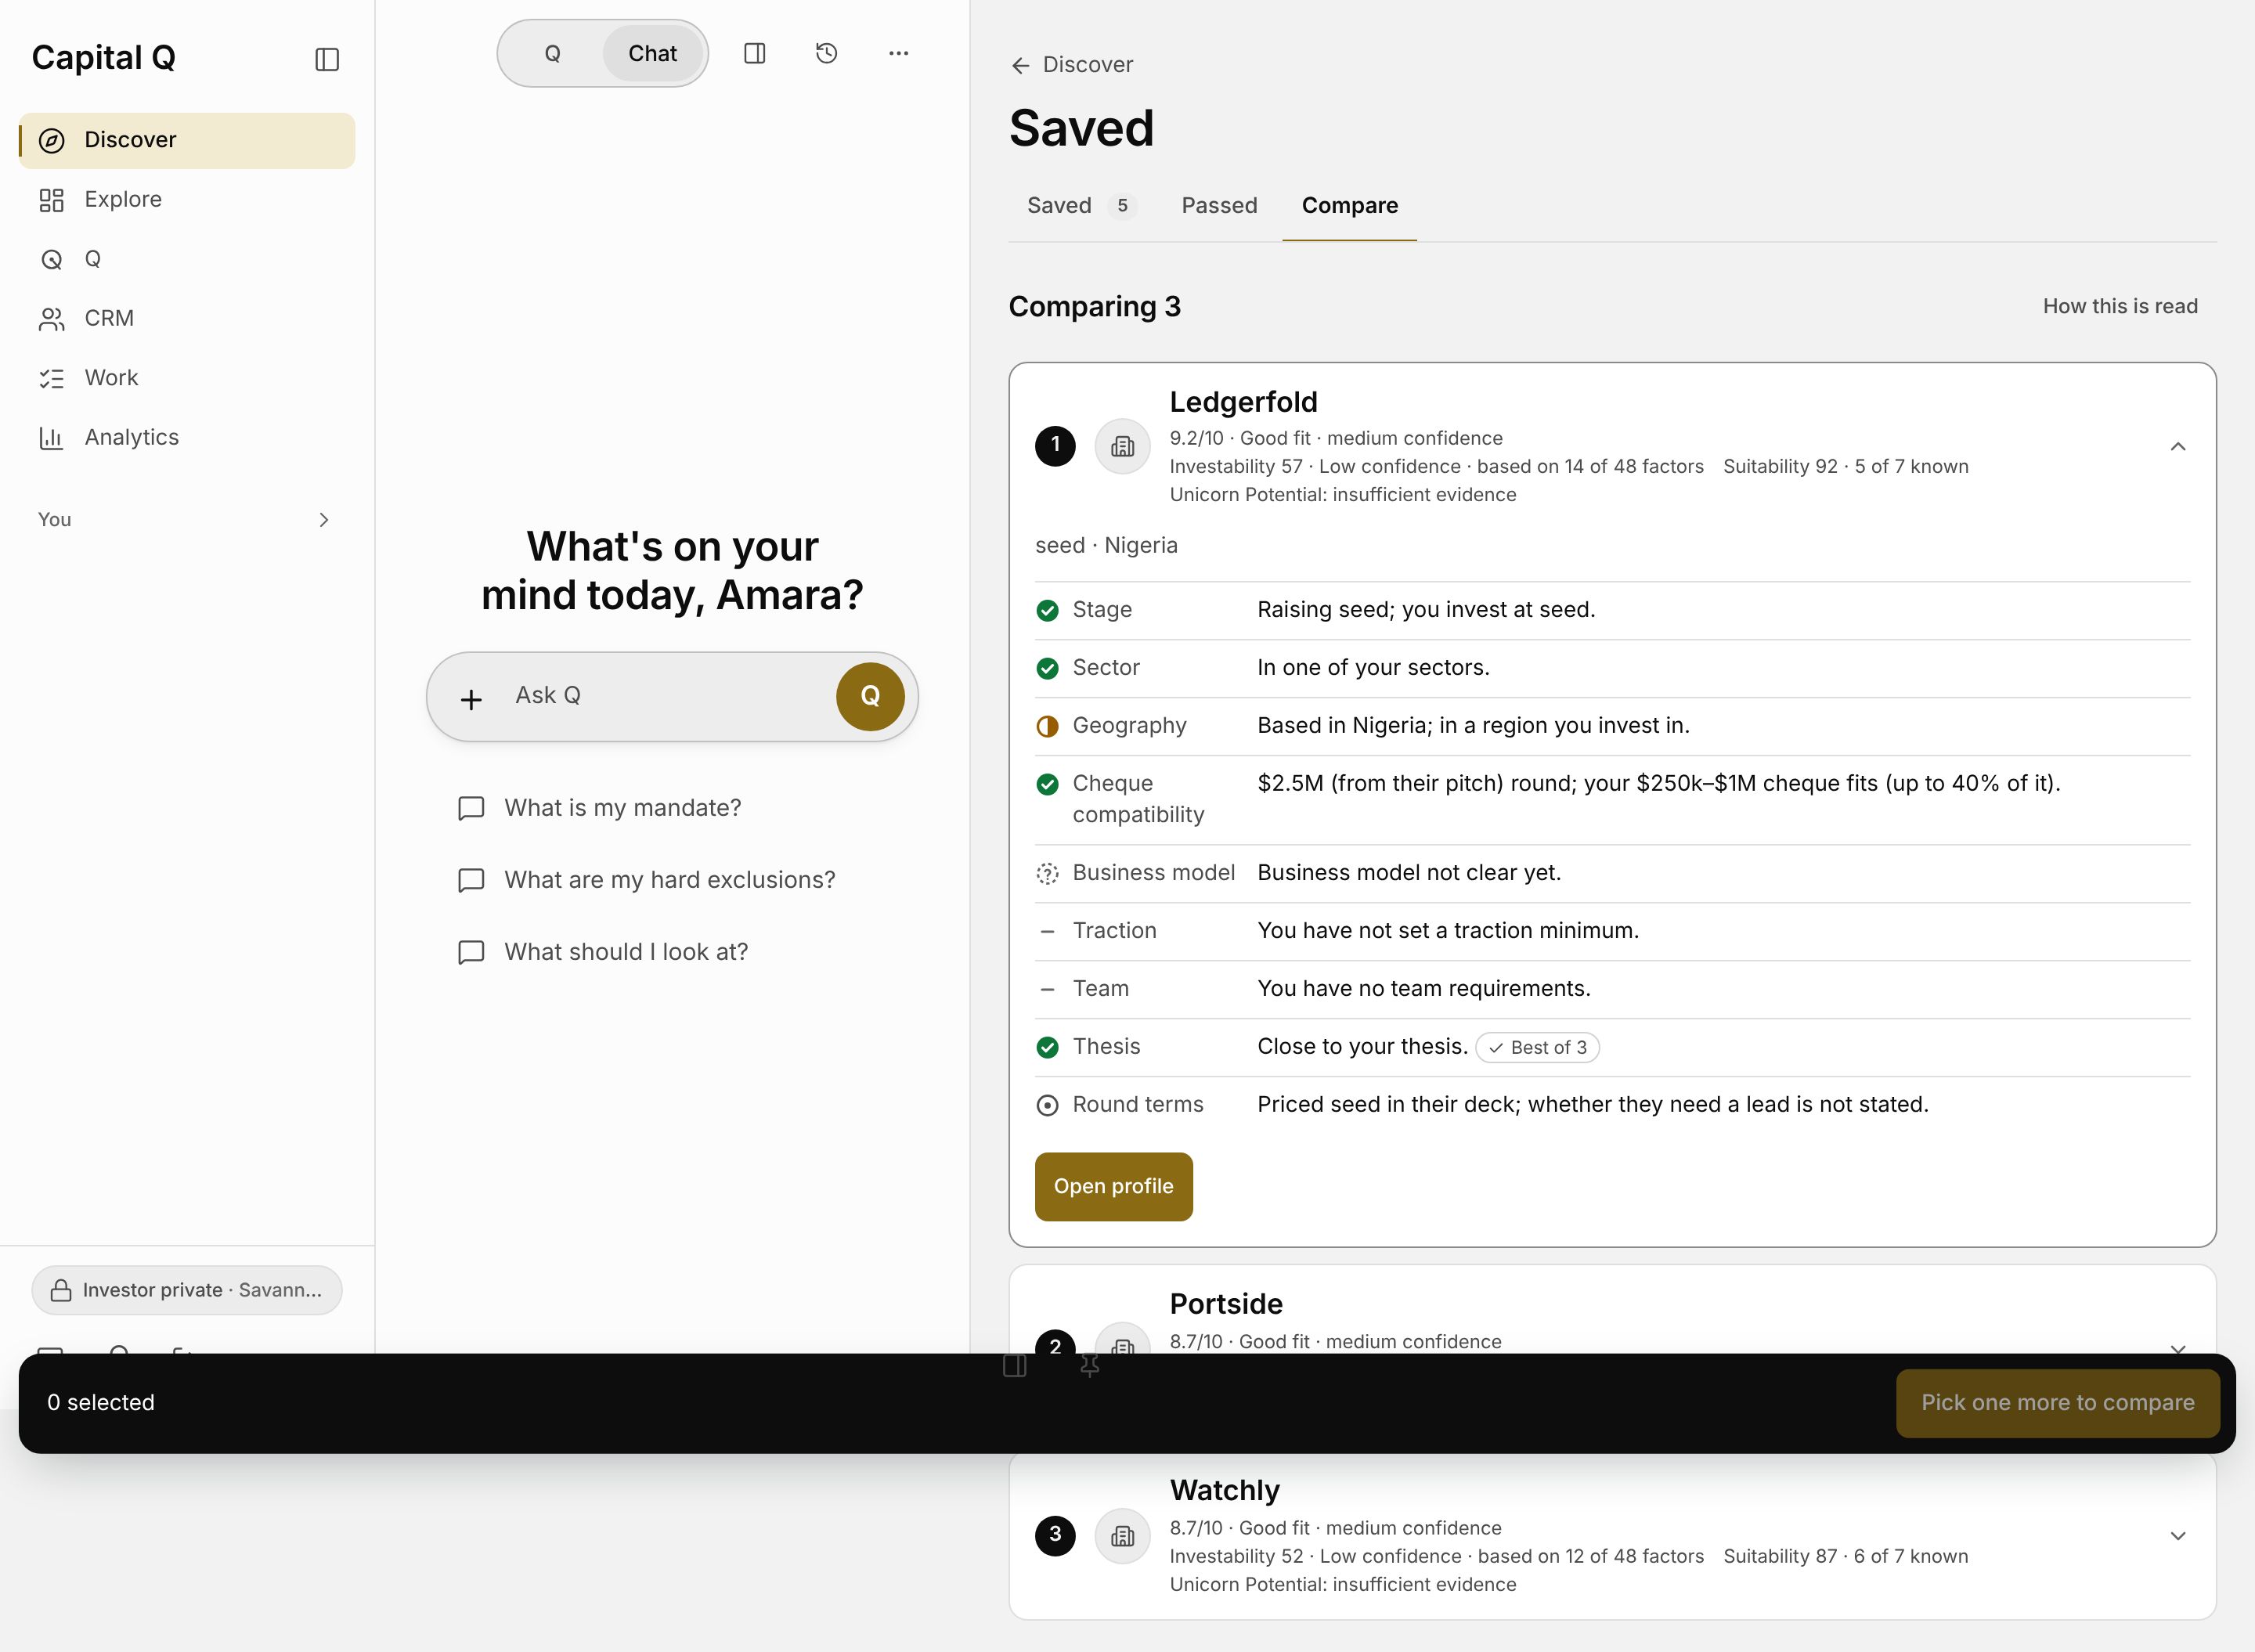 Capital Q
Discover
Explore
Q
CRM
Work
Analytics
You
Investor private · Savann...
Q
Chat
What's on your
mind today, Amara?
Ask Q
Q
What is my mandate?
What are my hard exclusions?
What should I look at?
Discover
Saved
Saved 5
Passed
Compare
Comparing 3
How this is read
1
Ledgerfold
9.2/10 · Good fit · medium confidence
Investability 57 · Low confidence · based on 14 of 48 factors Suitability 92 · 5 of 7 known
Unicorn Potential: insufficient evidence
seed · Nigeria
Stage Raising seed; you invest at seed.
Sector In one of your sectors.
Geography Based in Nigeria; in a region you invest in.
Cheque compatibility $2.5M (from their pitch) round; your $250k–$1M cheque fits (up to 40% of it).
Business model Business model not clear yet.
Traction You have not set a traction minimum.
Team You have no team requirements.
Thesis Close to your thesis. Best of 3
Round terms Priced seed in their deck; whether they need a lead is not stated.
Open profile
2
Portside
8.7/10 · Good fit · medium confidence
0 selected
Pick one more to compare
3
Watchly
8.7/10 · Good fit · medium confidence
Investability 52 · Low confidence · based on 12 of 48 factors Suitability 87 · 6 of 7 known
Unicorn Potential: insufficient evidence